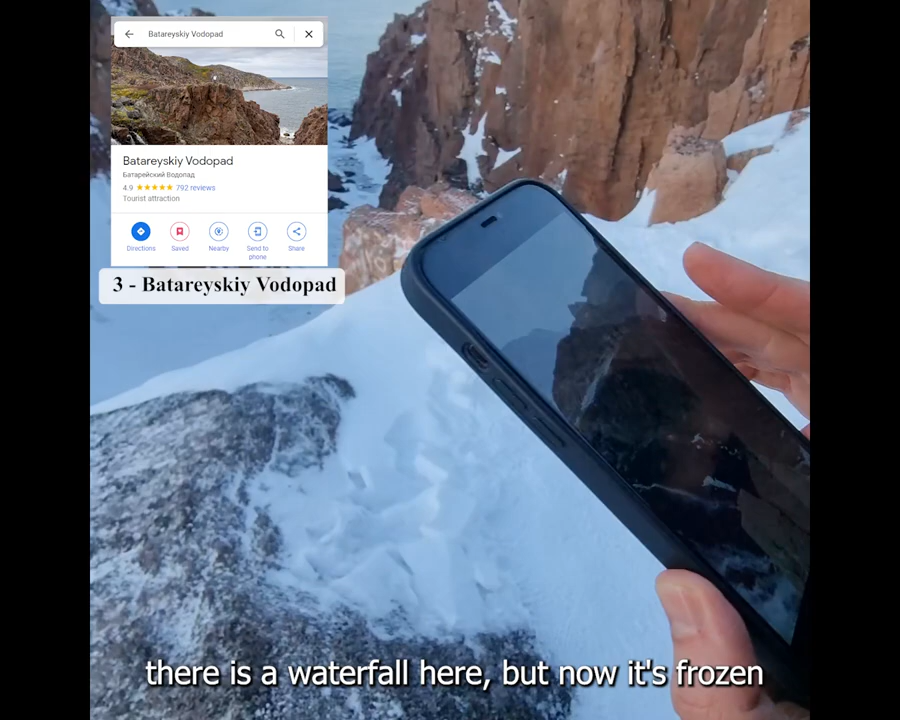 Batareyskiy Vodopad
Batareyskiy Vodopad
Батарейский Водопад
4.9 792 reviews
Tourist attraction
Directions Saved Nearby Send to phone Share
3 - Batareyskiy Vodopad
there is a waterfall here, but now it's frozen